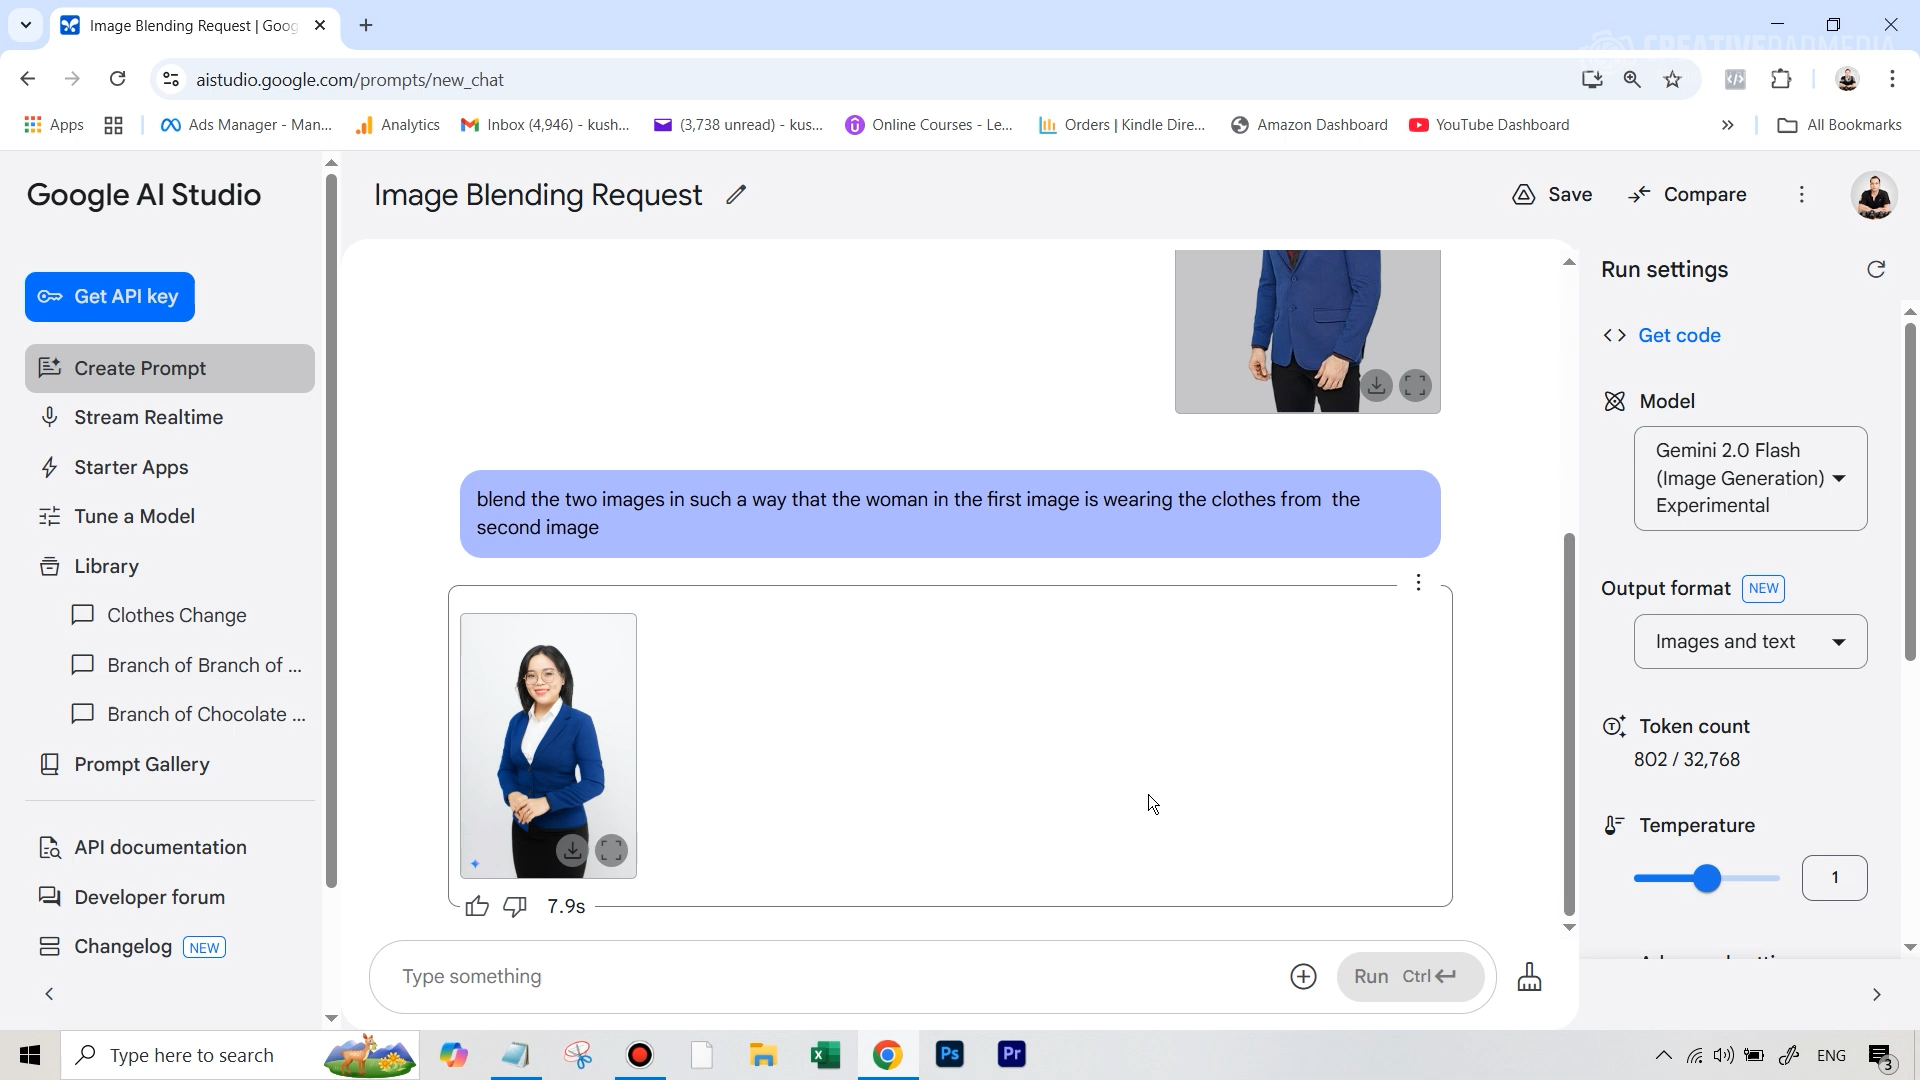 Image Blending Request | Goog
CREATIVEDADMEDIA
aistudio.google.com/prompts/new_chat
Apps
Ads Manager - Man...
Analytics
Inbox (4,946) - kush...
(3,738 unread) - kus...
Online Courses - Le...
Orders | Kindle Dire...
Amazon Dashboard
YouTube Dashboard
All Bookmarks
Google AI Studio
Image Blending Request
Save
Compare
Get API key
Create Prompt
Stream Realtime
Starter Apps
Tune a Model
Library
Clothes Change
Branch of Branch of ...
Branch of Chocolate ...
Prompt Gallery
API documentation
Developer forum
Changelog NEW
blend the two images in such a way that the woman in the first image is wearing the clothes from  the
second image
7.9s
Type something
Run Ctrl
Run settings
Get code
Model
Gemini 2.0 Flash
(Image Generation)
Experimental
Output format NEW
Images and text
Token count
802 / 32,768
Temperature
1
Type here to search
Ps
Pr
ENG
3